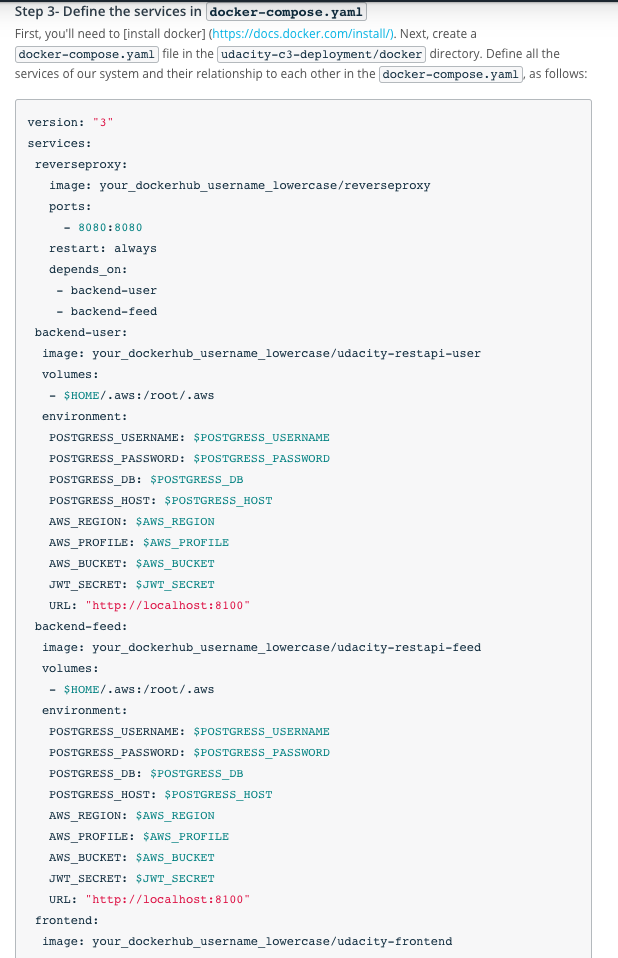 Step 3- Define the services in docker-compose.yaml
First, you'll need to [install docker] (https://docs.docker.com/install/). Next, create a
docker-compose.yaml file in the udacity-c3-deployment/docker directory. Define all the
services of our system and their relationship to each other in the docker-compose.yaml, as follows:
version: "3"
services:
 reverseproxy:
   image: your_dockerhub_username_lowercase/reverseproxy
   ports:
     - 8080:8080
   restart: always
   depends_on:
    - backend-user
    - backend-feed
 backend-user:
  image: your_dockerhub_username_lowercase/udacity-restapi-user
  volumes:
   - $HOME/.aws:/root/.aws
  environment:
   POSTGRESS_USERNAME: $POSTGRESS_USERNAME
   POSTGRESS_PASSWORD: $POSTGRESS_PASSWORD
   POSTGRESS_DB: $POSTGRESS_DB
   POSTGRESS_HOST: $POSTGRESS_HOST
   AWS_REGION: $AWS_REGION
   AWS_PROFILE: $AWS_PROFILE
   AWS_BUCKET: $AWS_BUCKET
   JWT_SECRET: $JWT_SECRET
   URL: "http://localhost:8100"
 backend-feed:
  image: your_dockerhub_username_lowercase/udacity-restapi-feed
  volumes:
   - $HOME/.aws:/root/.aws
  environment:
   POSTGRESS_USERNAME: $POSTGRESS_USERNAME
   POSTGRESS_PASSWORD: $POSTGRESS_PASSWORD
   POSTGRESS_DB: $POSTGRESS_DB
   POSTGRESS_HOST: $POSTGRESS_HOST
   AWS_REGION: $AWS_REGION
   AWS_PROFILE: $AWS_PROFILE
   AWS_BUCKET: $AWS_BUCKET
   JWT_SECRET: $JWT_SECRET
   URL: "http://localhost:8100"
 frontend:
  image: your_dockerhub_username_lowercase/udacity-frontend